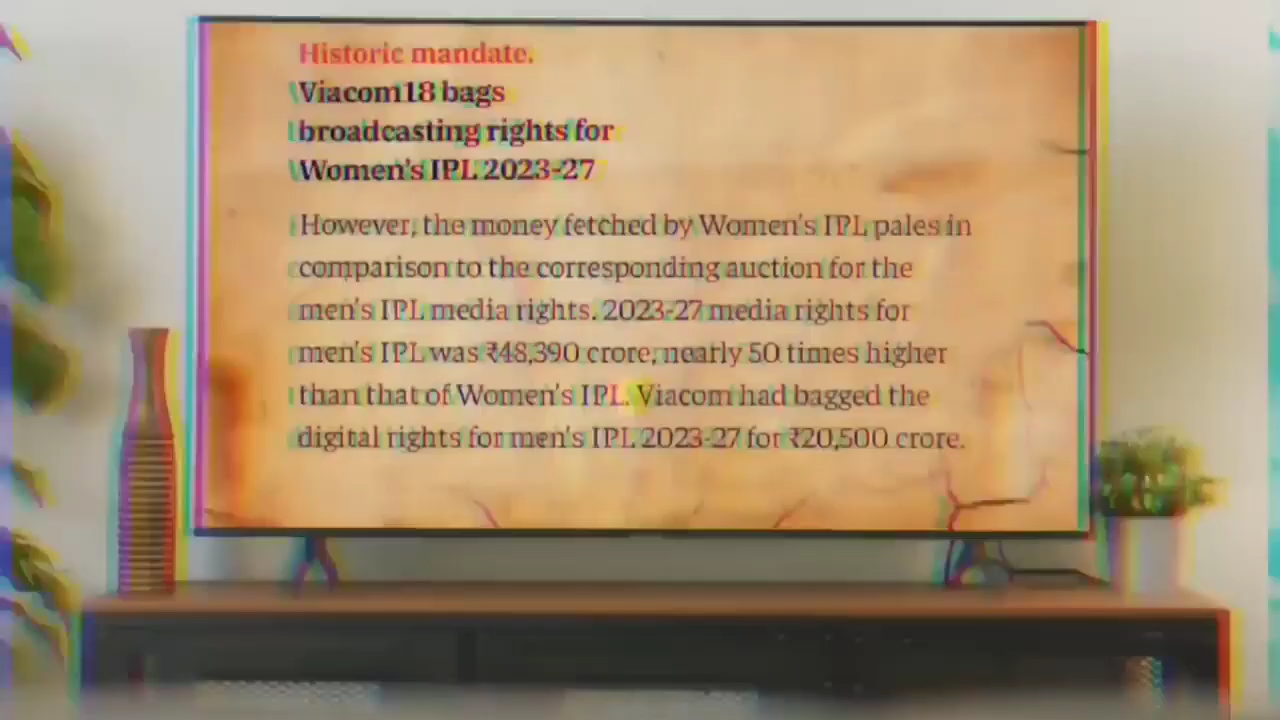 Historic mandate.
Viacom18 bags
broadcasting rights for
Women's IPL 2023-27
However, the money fetched by Women's IPL pales in
comparison to the corresponding auction for the
men's IPL media rights. 2023-27 media rights for
men's IPL was ₹48,390 crore, nearly 50 times higher
than that of Women's IPL. Viacom had bagged the
digital rights for men's IPL 2023-27 for ₹20,500 crore.